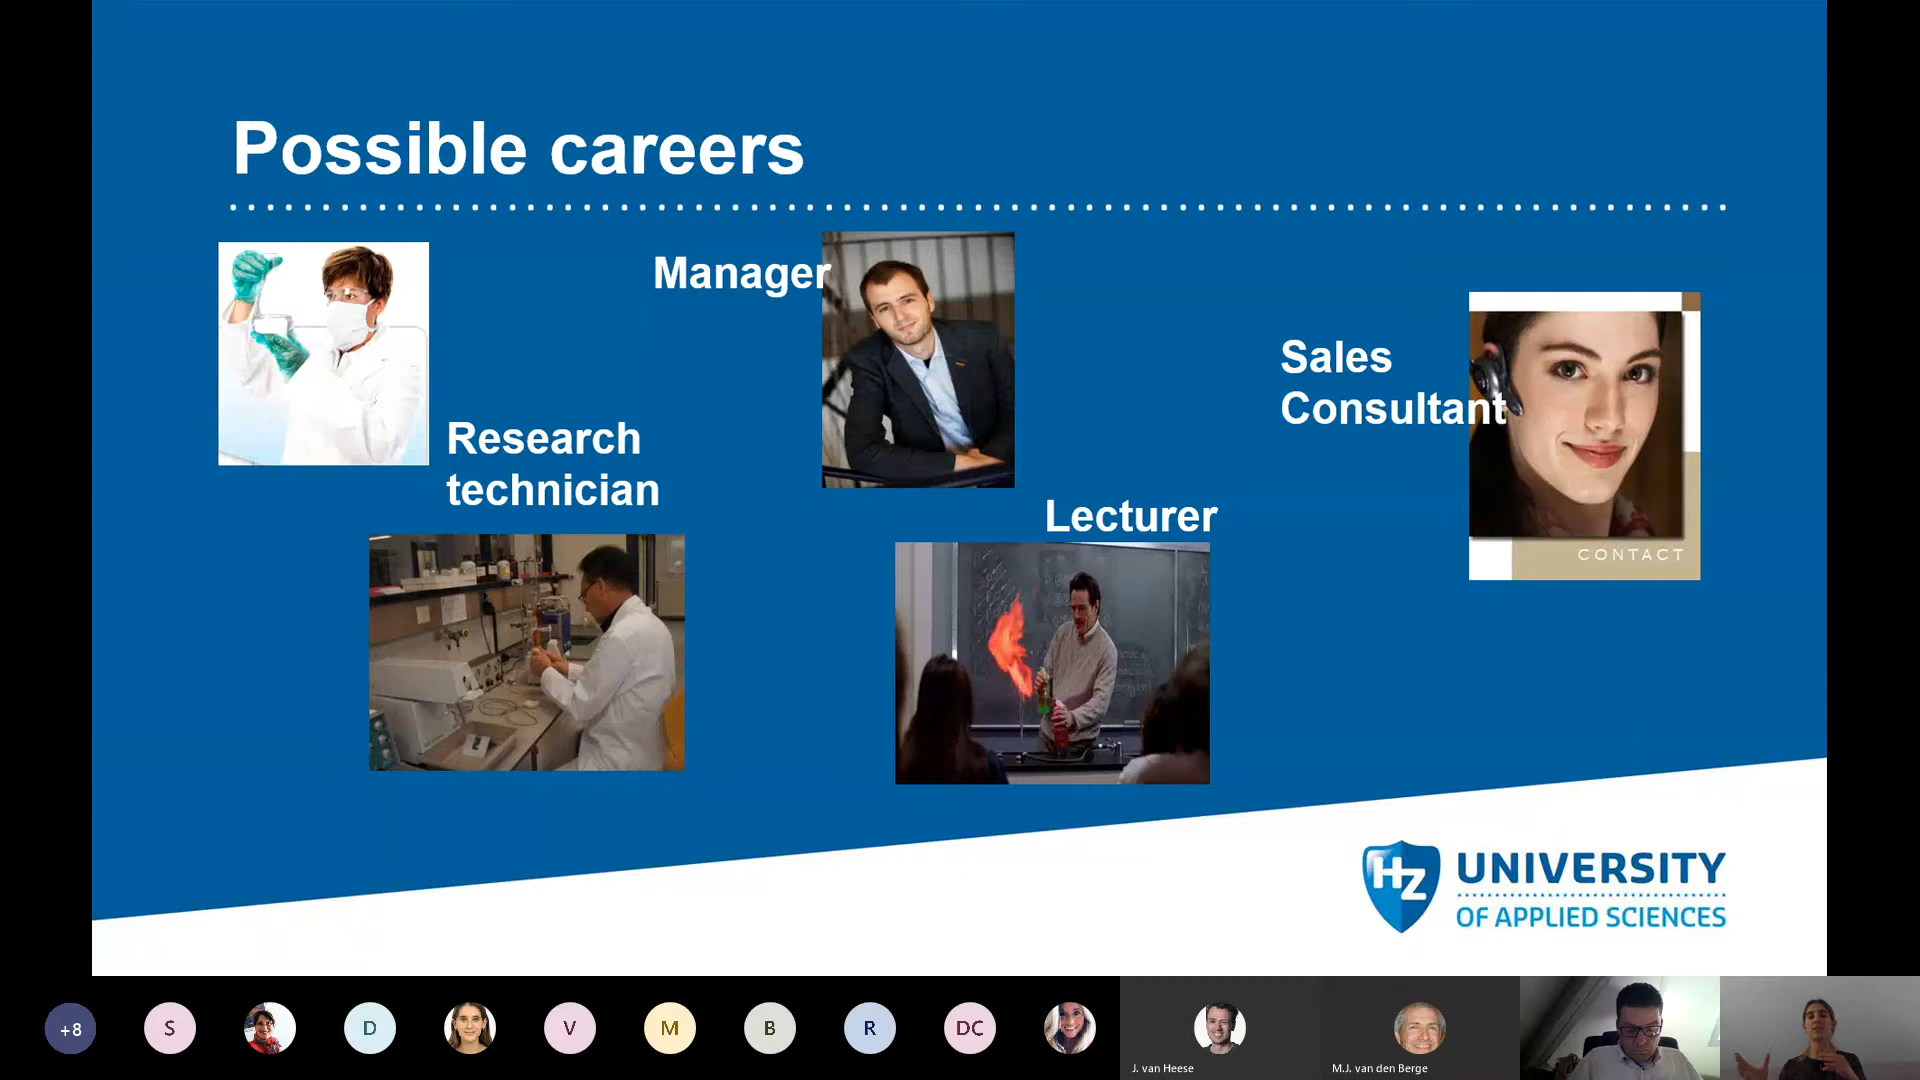 Possible careers
Manager
Sales
Consultant
Research
technician
Lecturer
CONTACT
HZ UNIVERSITY
OF APPLIED SCIENCES
+8
S
D
V
M
B
R
DC
J. van Heese
M.J. van den Berge